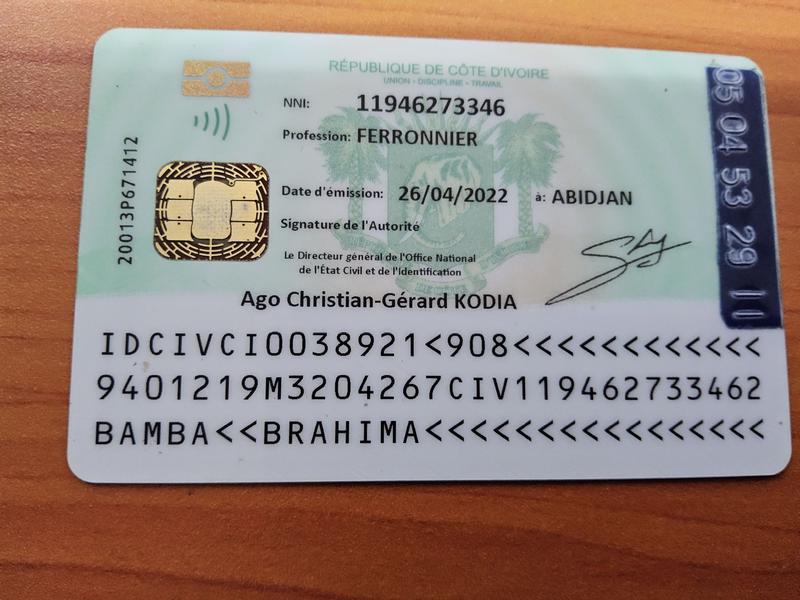 RÉPUBLIQUE DE CÔTE D'IVOIRE
UNION - DISCIPLINE - TRAVAIL
NNI: 11946273346
Profession: FERRONNIER
Date d'émission: 26/04/2022 à: ABIDJAN
Signature de l'Autorité
Le Directeur général de l'Office National
de l'État Civil et de l'Identification
Ago Christian-Gérard KODIA
20013P671412
05 04 53 29 11
IDCIVCI0038921<908<<<<<<<<<<<<
9401219M3204267CIV119462733462
BAMBA<<BRAHIMA<<<<<<<<<<<<<<<<